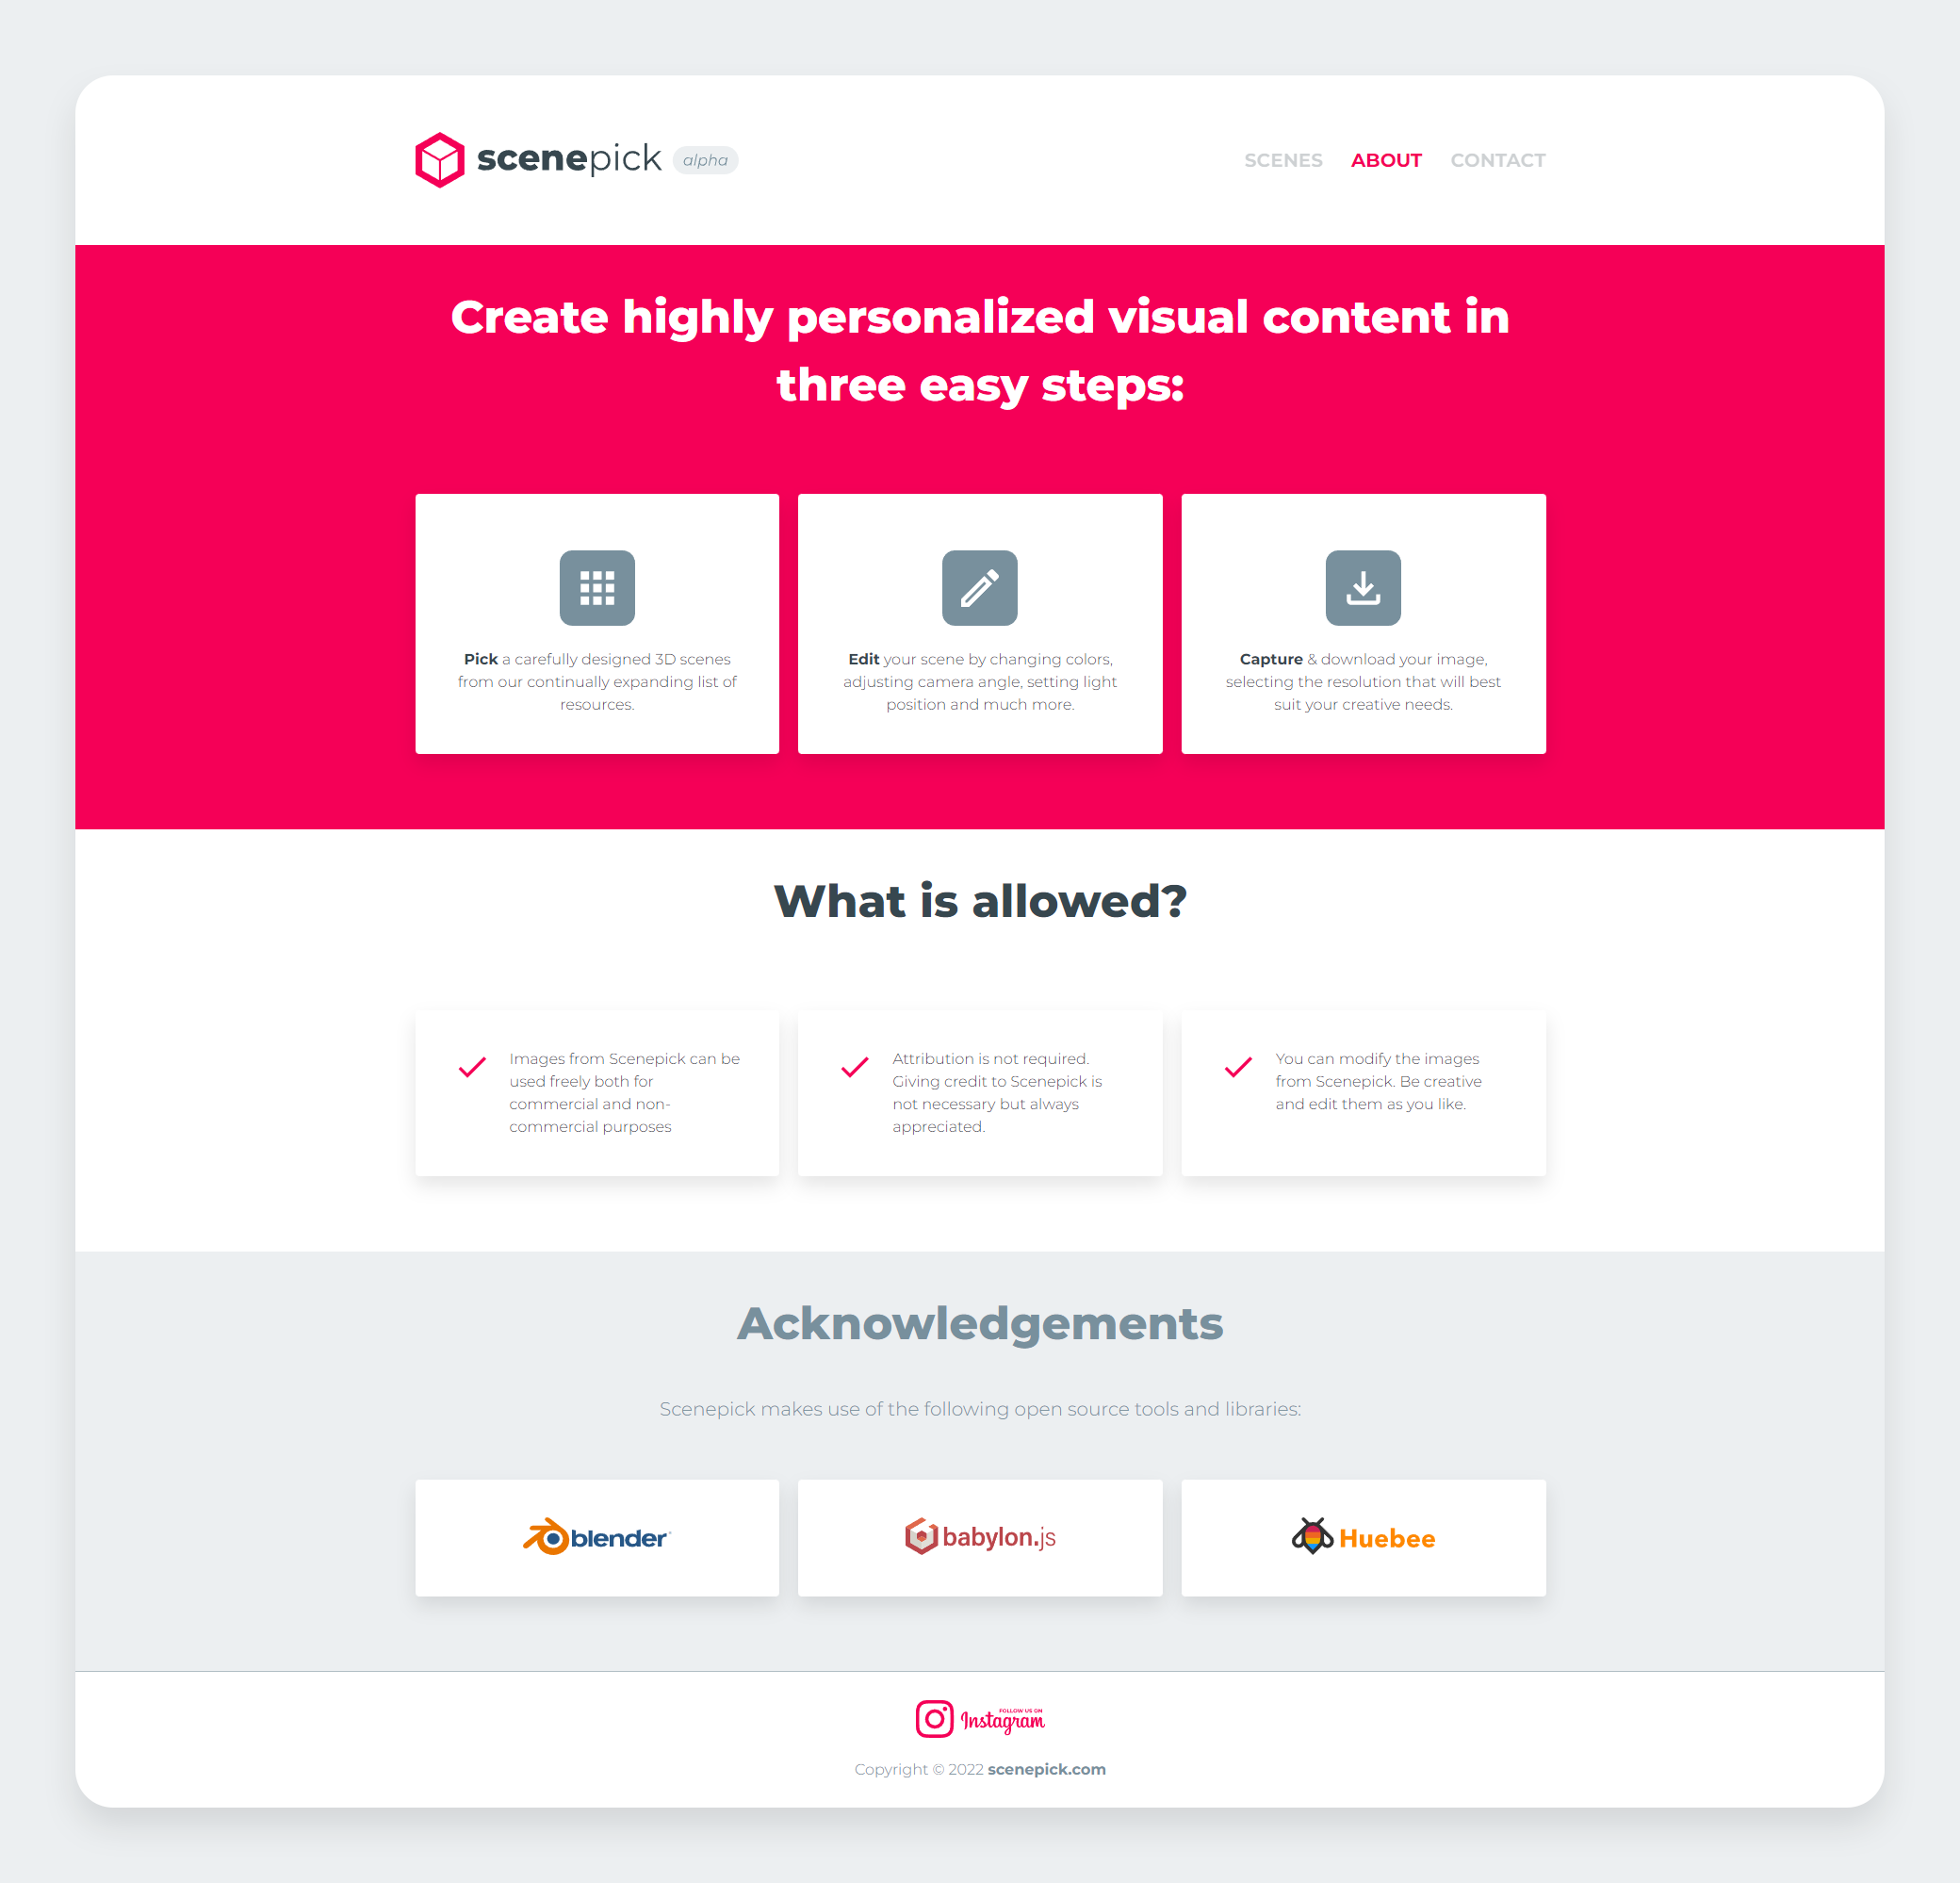 scenepick alpha
SCENES ABOUT CONTACT
Create highly personalized visual content in
three easy steps:
Pick a carefully designed 3D scenes
from our continually expanding list of
resources.
Edit your scene by changing colors,
adjusting camera angle, setting light
position and much more.
Capture & download your image,
selecting the resolution that will best
suit your creative needs.
What is allowed?
Images from Scenepick can be
used freely both for
commercial and non-
commercial purposes
Attribution is not required.
Giving credit to Scenepick is
not necessary but always
appreciated.
You can modify the images
from Scenepick. Be creative
and edit them as you like.
Acknowledgements
Scenepick makes use of the following open source tools and libraries:
blender
babylon.js
Huebee
FOLLOW US ON
Instagram
Copyright © 2022 scenepick.com